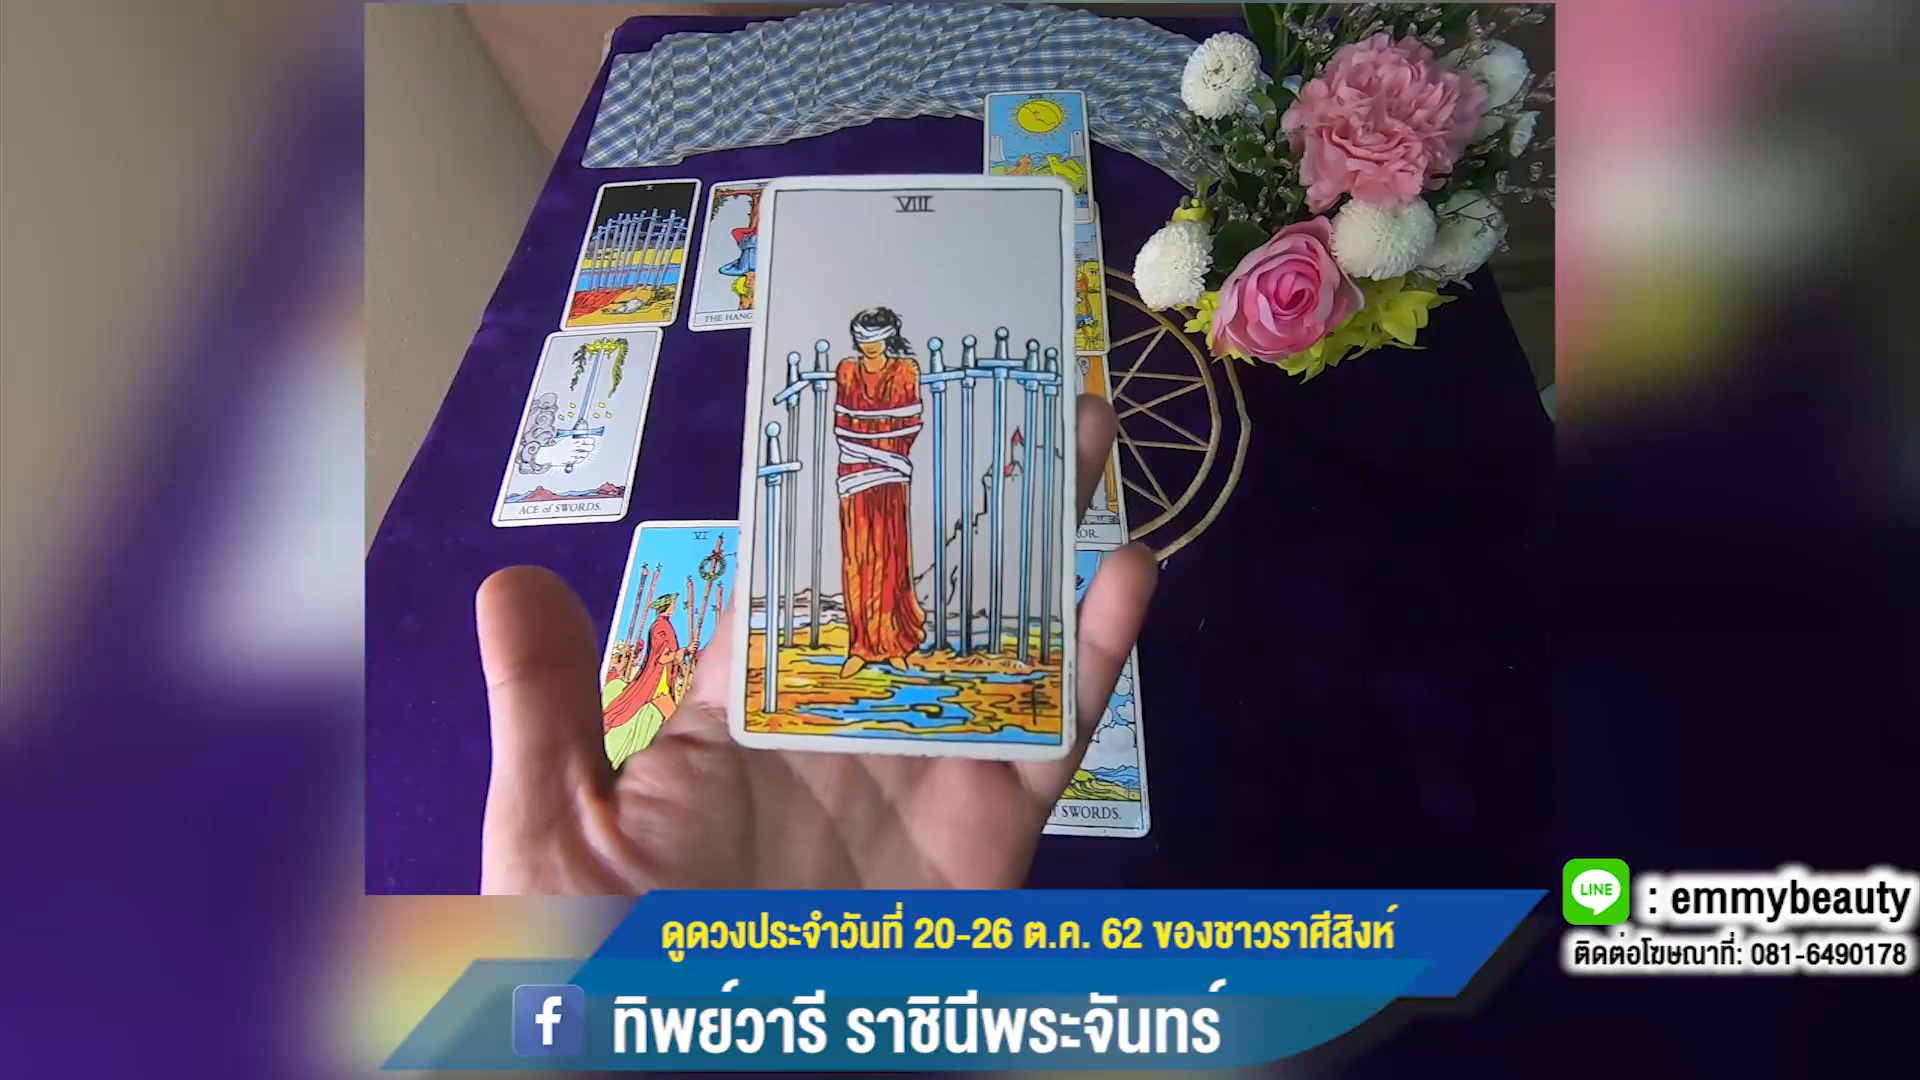 X
VIII
THE HANG
ACE of SWORDS.
VI
OR.
f SWORDS.
LINE
: emmybeauty
ติดต่อโฆษณาที่: 081-6490178
ดูดวงประจำวันที่ 20-26 ต.ค. 62 ของชาวราศีสิงห์
f
ทิพย์วารี ราชินีพระจันทร์